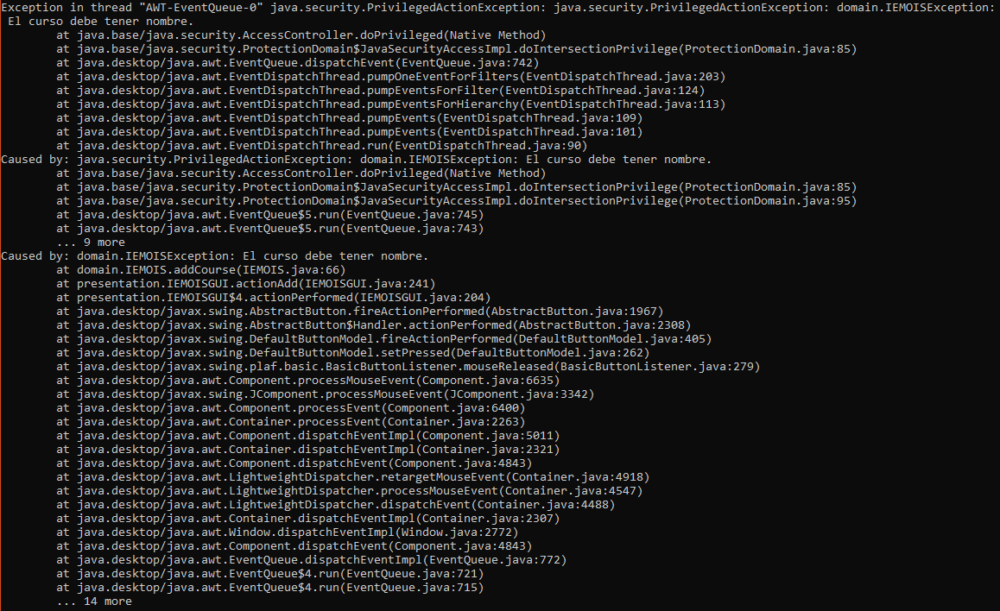 Exception in thread "AWT-EventQueue-0" java.security.PrivilegedActionException: java.security.PrivilegedActionException: domain.IEMOISException:
El curso debe tener nombre.
at java.base/java.security.AccessController.doPrivileged(Native Method)
at java.base/java.security.ProtectionDomain$JavaSecurityAccessImpl.doIntersectionPrivilege(ProtectionDomain.java:85)
at java.desktop/java.awt.EventQueue.dispatchEvent(EventQueue.java:742)
at java.desktop/java.awt.EventDispatchThread.pumpOneEventForFilters(EventDispatchThread.java:203)
at java.desktop/java.awt.EventDispatchThread.pumpEventsForFilter(EventDispatchThread.java:124)
at java.desktop/java.awt.EventDispatchThread.pumpEventsForHierarchy(EventDispatchThread.java:113)
at java.desktop/java.awt.EventDispatchThread.pumpEvents(EventDispatchThread.java:109)
at java.desktop/java.awt.EventDispatchThread.pumpEvents(EventDispatchThread.java:101)
at java.desktop/java.awt.EventDispatchThread.run(EventDispatchThread.java:90)
Caused by: java.security.PrivilegedActionException: domain.IEMOISException: El curso debe tener nombre.
at java.base/java.security.AccessController.doPrivileged(Native Method)
at java.base/java.security.ProtectionDomain$JavaSecurityAccessImpl.doIntersectionPrivilege(ProtectionDomain.java:85)
at java.base/java.security.ProtectionDomain$JavaSecurityAccessImpl.doIntersectionPrivilege(ProtectionDomain.java:95)
at java.desktop/java.awt.EventQueue$5.run(EventQueue.java:745)
at java.desktop/java.awt.EventQueue$5.run(EventQueue.java:743)
... 9 more
Caused by: domain.IEMOISException: El curso debe tener nombre.
at domain.IEMOIS.addCourse(IEMOIS.java:66)
at presentation.IEMOISGUI.actionAdd(IEMOISGUI.java:241)
at presentation.IEMOISGUI$4.actionPerformed(IEMOISGUI.java:204)
at java.desktop/javax.swing.AbstractButton.fireActionPerformed(AbstractButton.java:1967)
at java.desktop/javax.swing.AbstractButton$Handler.actionPerformed(AbstractButton.java:2308)
at java.desktop/javax.swing.DefaultButtonModel.fireActionPerformed(DefaultButtonModel.java:405)
at java.desktop/javax.swing.DefaultButtonModel.setPressed(DefaultButtonModel.java:262)
at java.desktop/javax.swing.plaf.basic.BasicButtonListener.mouseReleased(BasicButtonListener.java:279)
at java.desktop/java.awt.Component.processMouseEvent(Component.java:6635)
at java.desktop/javax.swing.JComponent.processMouseEvent(JComponent.java:3342)
at java.desktop/java.awt.Component.processEvent(Component.java:6400)
at java.desktop/java.awt.Container.processEvent(Container.java:2263)
at java.desktop/java.awt.Component.dispatchEventImpl(Component.java:5011)
at java.desktop/java.awt.Container.dispatchEventImpl(Container.java:2321)
at java.desktop/java.awt.Component.dispatchEvent(Component.java:4843)
at java.desktop/java.awt.LightweightDispatcher.retargetMouseEvent(Container.java:4918)
at java.desktop/java.awt.LightweightDispatcher.processMouseEvent(Container.java:4547)
at java.desktop/java.awt.LightweightDispatcher.dispatchEvent(Container.java:4488)
at java.desktop/java.awt.Container.dispatchEventImpl(Container.java:2307)
at java.desktop/java.awt.Window.dispatchEventImpl(Window.java:2772)
at java.desktop/java.awt.Component.dispatchEvent(Component.java:4843)
at java.desktop/java.awt.EventQueue.dispatchEventImpl(EventQueue.java:772)
at java.desktop/java.awt.EventQueue$4.run(EventQueue.java:721)
at java.desktop/java.awt.EventQueue$4.run(EventQueue.java:715)
... 14 more